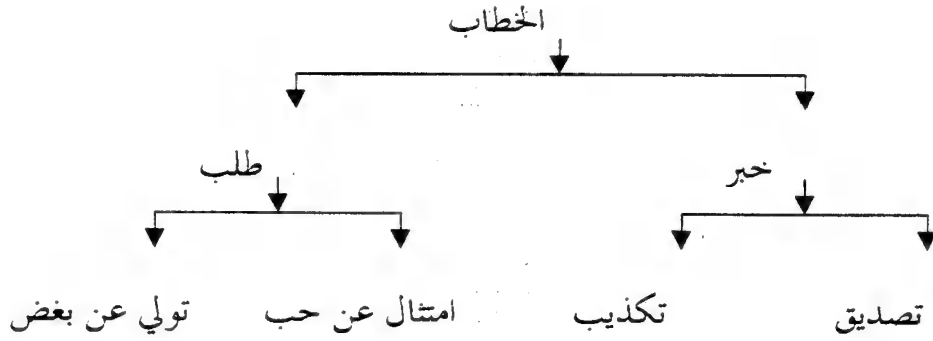 الخطاب
خبر طلب
تصديق تكذيب امتثال عن حب تولي عن بغض